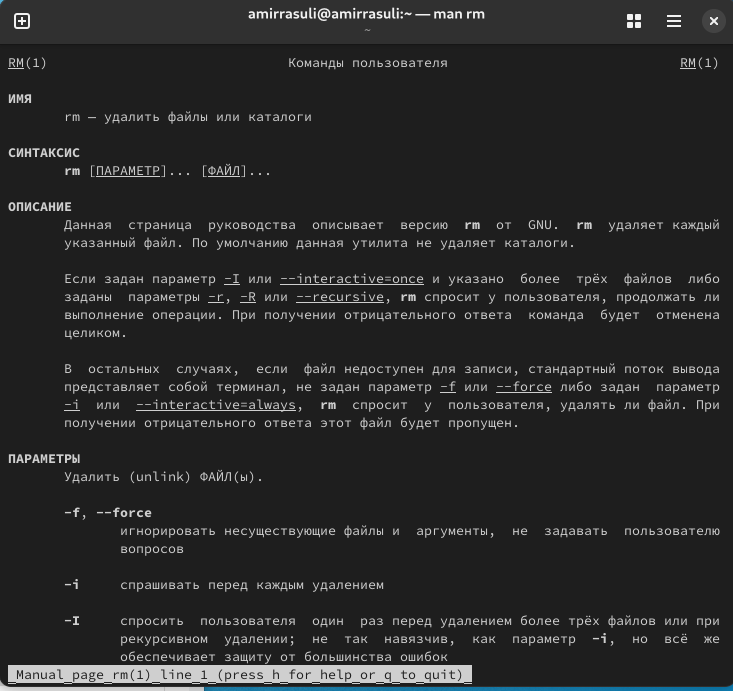 amirrasuli@amirrasuli:~ — man rm
~
RM(1) Команды пользователя RM(1)
ИМЯ
rm — удалить файлы или каталоги
СИНТАКСИС
rm [ПАРАМЕТР]... [ФАЙЛ]...
ОПИСАНИЕ
Данная страница руководства описывает версию rm от GNU. rm удаляет каждый
указанный файл. По умолчанию данная утилита не удаляет каталоги.
Если задан параметр -I или --interactive=once и указано более трёх файлов либо
заданы параметры -r, -R или --recursive, rm спросит у пользователя, продолжать ли
выполнение операции. При получении отрицательного ответа команда будет отменена
целиком.
В остальных случаях, если файл недоступен для записи, стандартный поток вывода
представляет собой терминал, не задан параметр -f или --force либо задан параметр
-i или --interactive=always, rm спросит у пользователя, удалять ли файл. При
получении отрицательного ответа этот файл будет пропущен.
ПАРАМЕТРЫ
Удалить (unlink) ФАЙЛ(ы).
-f, --force
игнорировать несуществующие файлы и аргументы, не задавать пользователю
вопросов
-i спрашивать перед каждым удалением
-I спросить пользователя один раз перед удалением более трёх файлов или при
рекурсивном удалении; не так навязчив, как параметр -i, но всё же
обеспечивает защиту от большинства ошибок
Manual page rm(1) line 1 (press h for help or q to quit)